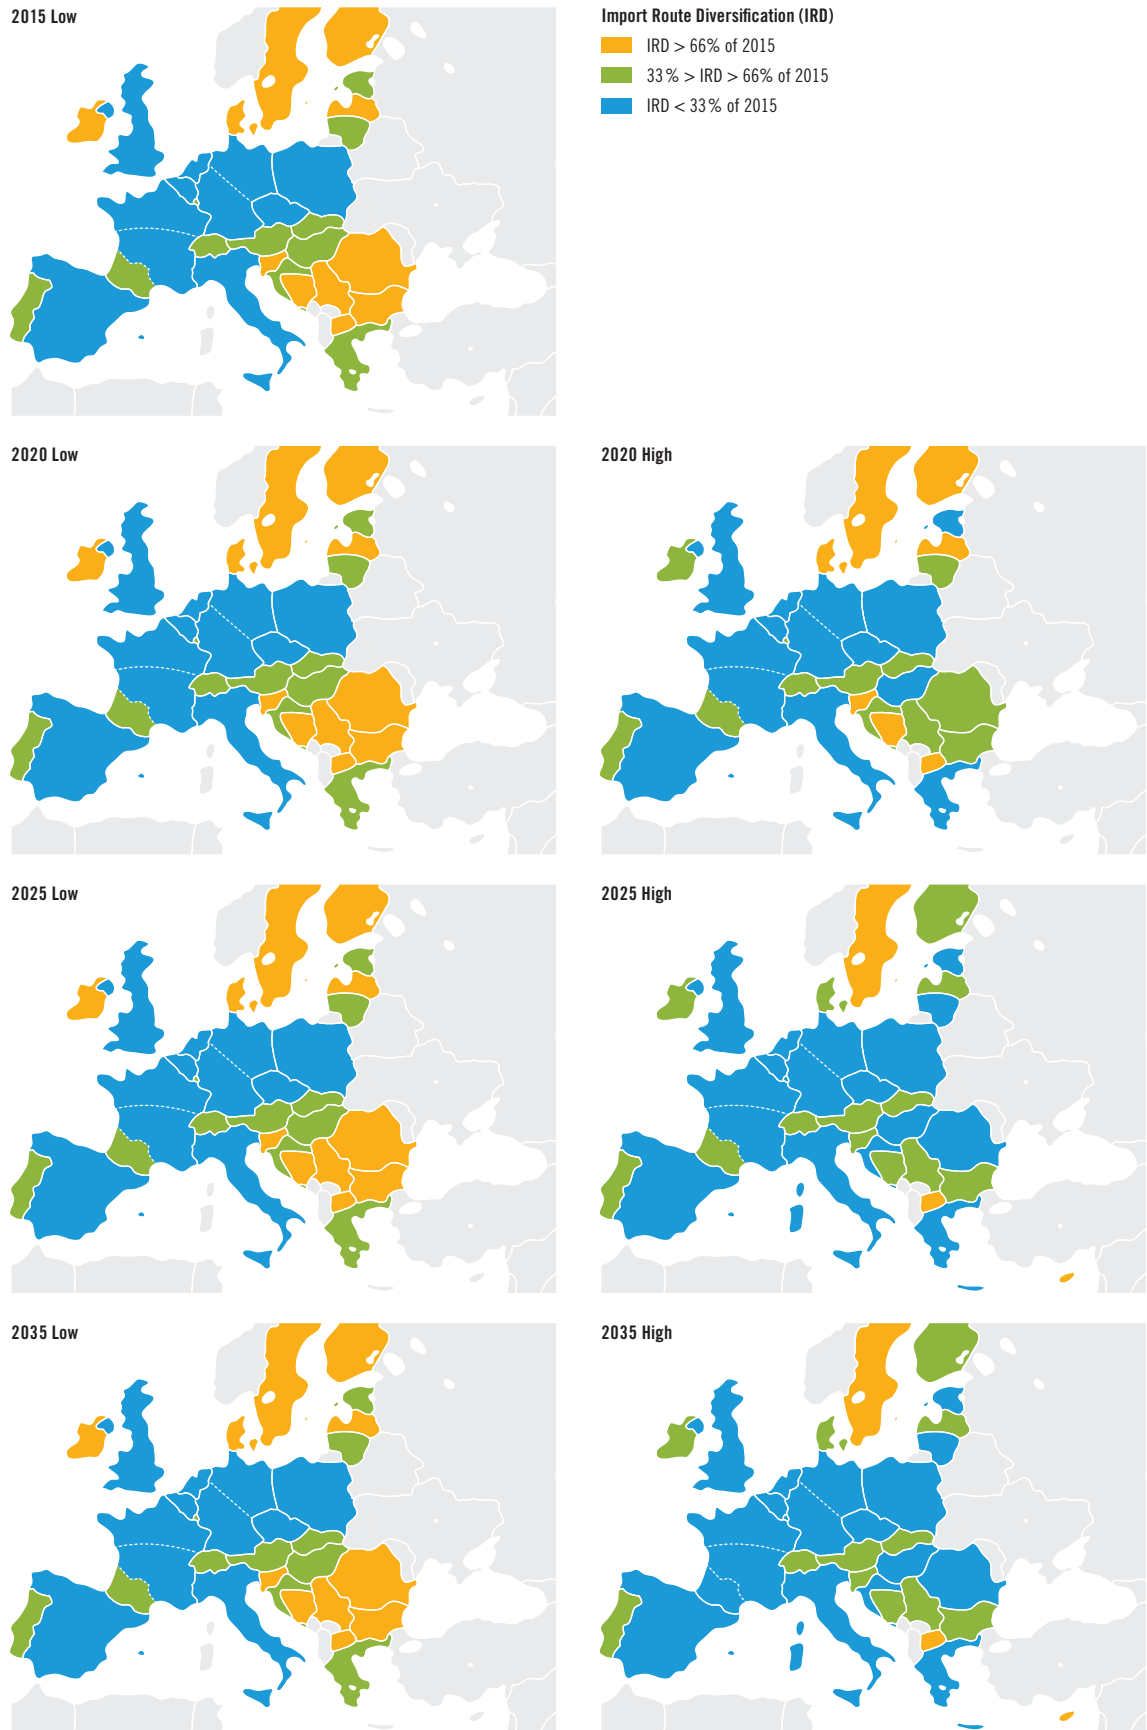 2015 Low
Import Route Diversification (IRD)
IRD > 66% of 2015
33% > IRD > 66% of 2015
IRD < 33% of 2015
2020 Low
2020 High
2025 Low
2025 High
2035 Low
2035 High